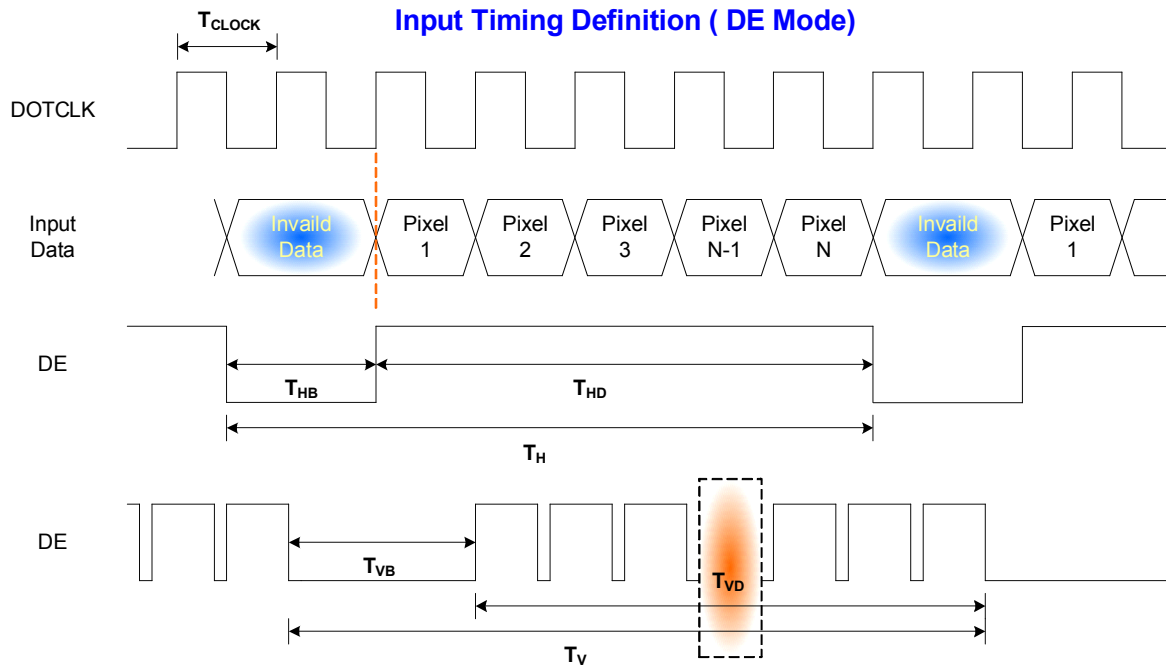 Input Timing Definition ( DE Mode)
TCLOCK
DOTCLK
Input
Data
Invaild
Data
Pixel
1
Pixel
2
Pixel
3
Pixel
N-1
Pixel
N
Invaild
Data
Pixel
1
DE
THB
THD
TH
DE
TVB
TVD
TV